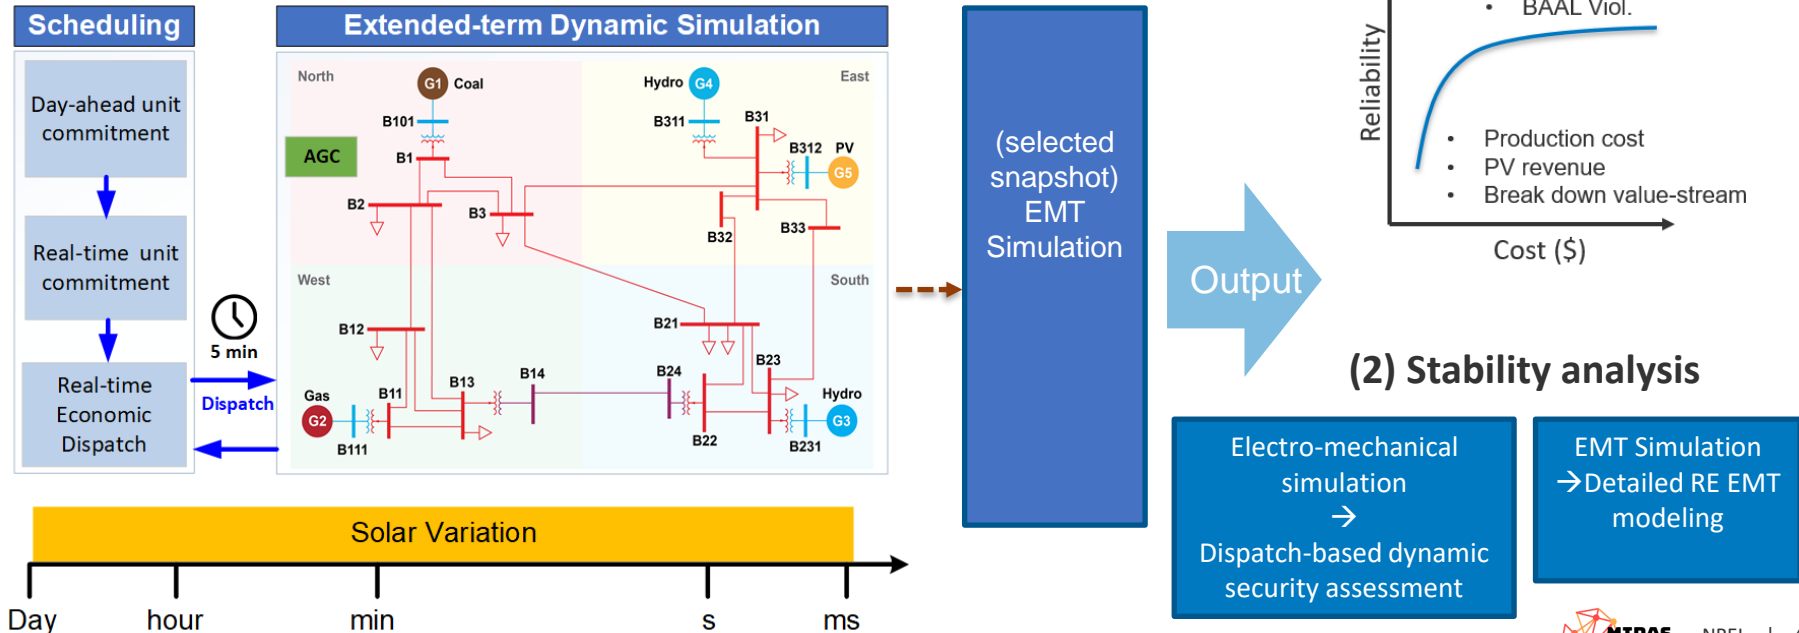 Scheduling
Day-ahead unit
commitment
Real-time unit
commitment
Real-time
Economic
Dispatch
5 min
Dispatch
Extended-term Dynamic Simulation
North
East
West
South
AGC
G1
Coal
B101
B1
B2
B3
Hydro
G4
B311
B31
B312
PV
G5
B32
B33
B12
B11
B13
B14
Gas
G2
B111
B21
B24
B23
B22
Hydro
G3
B231
(selected
snapshot)
EMT
Simulation
Output
• BAAL Viol.
Reliability
• Production cost
• PV revenue
• Break down value-stream
Cost ($)
(2) Stability analysis
Electro-mechanical
simulation
→
Dispatch-based dynamic
security assessment
EMT Simulation
→Detailed RE EMT
modeling
Solar Variation
Day
hour
min
s
ms
MIDAS